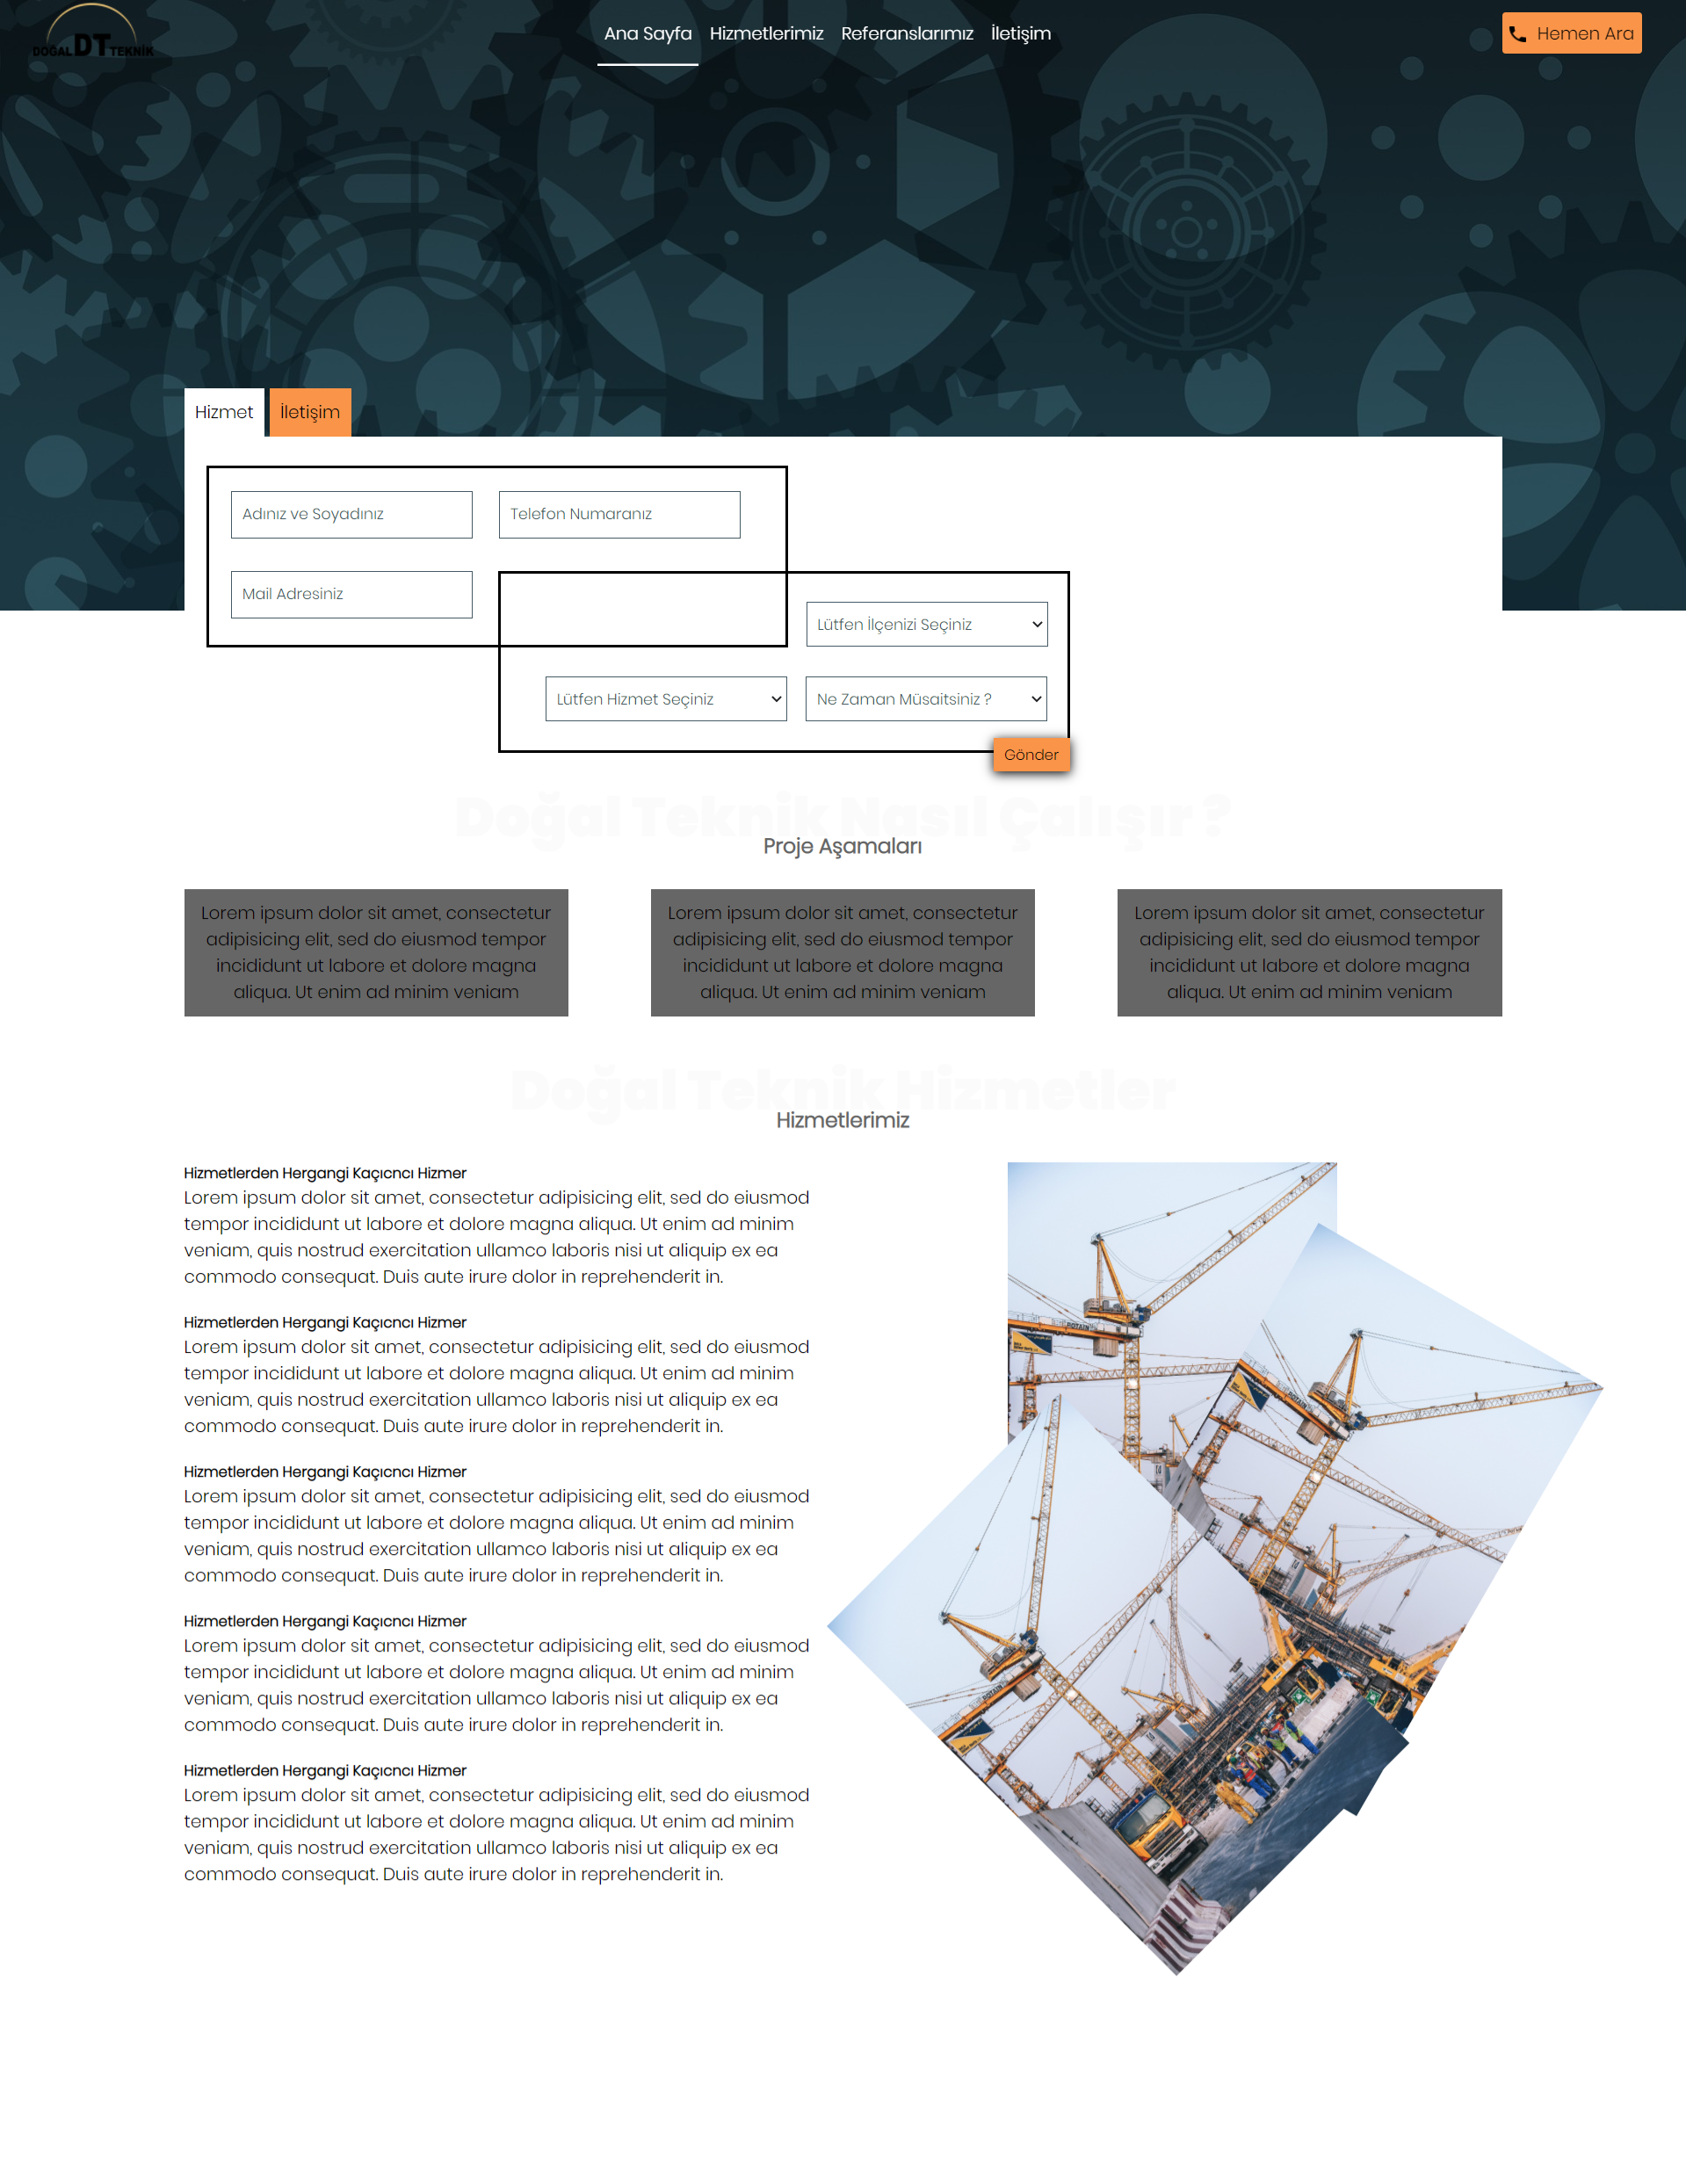 DOĞAL DT TEKNİK
Ana Sayfa Hizmetlerimiz Referanslarımız İletişim
Hemen Ara
Hizmet İletişim
Adınız ve Soyadınız Telefon Numaranız
Mail Adresiniz
Lütfen İlçenizi Seçiniz
Lütfen Hizmet Seçiniz Ne Zaman Müsaitsiniz ?
Gönder
Doğal Teknik Nasıl Çalışır ?
Proje Aşamaları
Lorem ipsum dolor sit amet, consectetur
adipisicing elit, sed do eiusmod tempor
incididunt ut labore et dolore magna
aliqua. Ut enim ad minim veniam
Lorem ipsum dolor sit amet, consectetur
adipisicing elit, sed do eiusmod tempor
incididunt ut labore et dolore magna
aliqua. Ut enim ad minim veniam
Lorem ipsum dolor sit amet, consectetur
adipisicing elit, sed do eiusmod tempor
incididunt ut labore et dolore magna
aliqua. Ut enim ad minim veniam
Doğal Teknik Hizmetler
Hizmetlerimiz
Hizmetlerden Hergangi Kaçıcncı Hizmer
Lorem ipsum dolor sit amet, consectetur adipisicing elit, sed do eiusmod
tempor incididunt ut labore et dolore magna aliqua. Ut enim ad minim
veniam, quis nostrud exercitation ullamco laboris nisi ut aliquip ex ea
commodo consequat. Duis aute irure dolor in reprehenderit in.
Hizmetlerden Hergangi Kaçıcncı Hizmer
Lorem ipsum dolor sit amet, consectetur adipisicing elit, sed do eiusmod
tempor incididunt ut labore et dolore magna aliqua. Ut enim ad minim
veniam, quis nostrud exercitation ullamco laboris nisi ut aliquip ex ea
commodo consequat. Duis aute irure dolor in reprehenderit in.
Hizmetlerden Hergangi Kaçıcncı Hizmer
Lorem ipsum dolor sit amet, consectetur adipisicing elit, sed do eiusmod
tempor incididunt ut labore et dolore magna aliqua. Ut enim ad minim
veniam, quis nostrud exercitation ullamco laboris nisi ut aliquip ex ea
commodo consequat. Duis aute irure dolor in reprehenderit in.
Hizmetlerden Hergangi Kaçıcncı Hizmer
Lorem ipsum dolor sit amet, consectetur adipisicing elit, sed do eiusmod
tempor incididunt ut labore et dolore magna aliqua. Ut enim ad minim
veniam, quis nostrud exercitation ullamco laboris nisi ut aliquip ex ea
commodo consequat. Duis aute irure dolor in reprehenderit in.
Hizmetlerden Hergangi Kaçıcncı Hizmer
Lorem ipsum dolor sit amet, consectetur adipisicing elit, sed do eiusmod
tempor incididunt ut labore et dolore magna aliqua. Ut enim ad minim
veniam, quis nostrud exercitation ullamco laboris nisi ut aliquip ex ea
commodo consequat. Duis aute irure dolor in reprehenderit in.
POTAIN
POTAIN
POTAIN